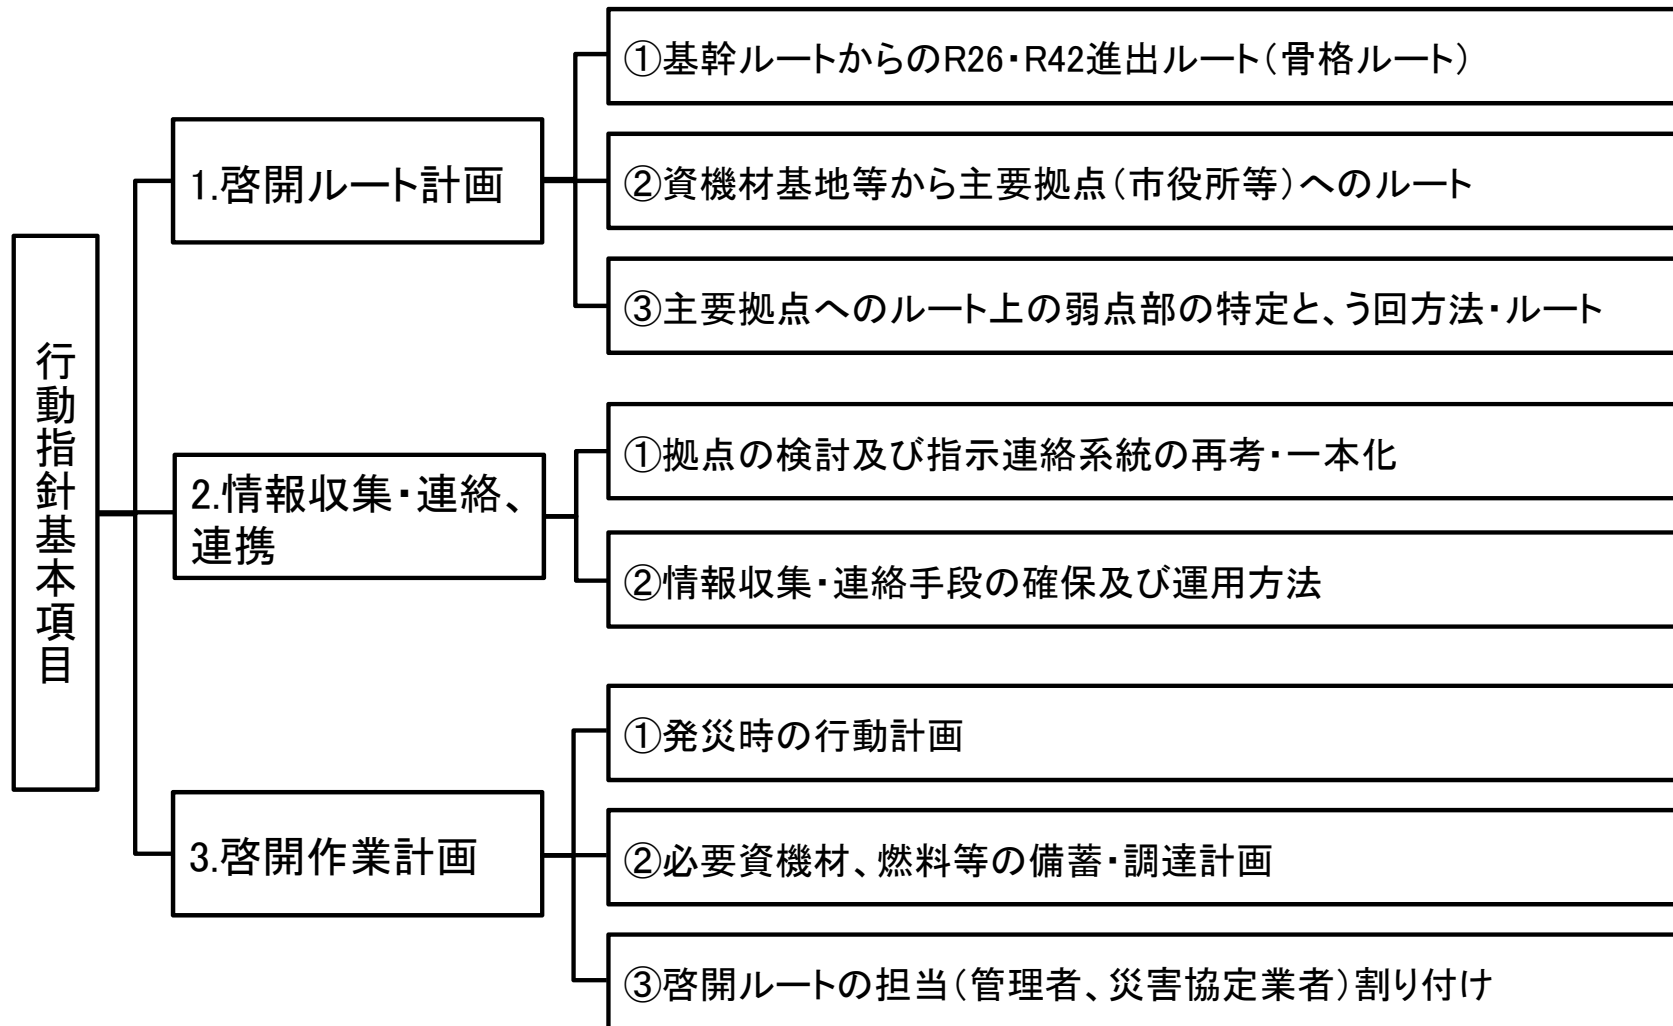 行動指針基本項目
1.啓開ルート計画
①基幹ルートからのR26・R42進出ルート（骨格ルート）
②資機材基地等から主要拠点（市役所等）へのルート
③主要拠点へのルート上の弱点部の特定と、う回方法・ルート
2.情報収集・連絡、
連携
①拠点の検討及び指示連絡系統の再考・一本化
②情報収集・連絡手段の確保及び運用方法
3.啓開作業計画
①発災時の行動計画
②必要資機材、燃料等の備蓄・調達計画
③啓開ルートの担当（管理者、災害協定業者）割り付け